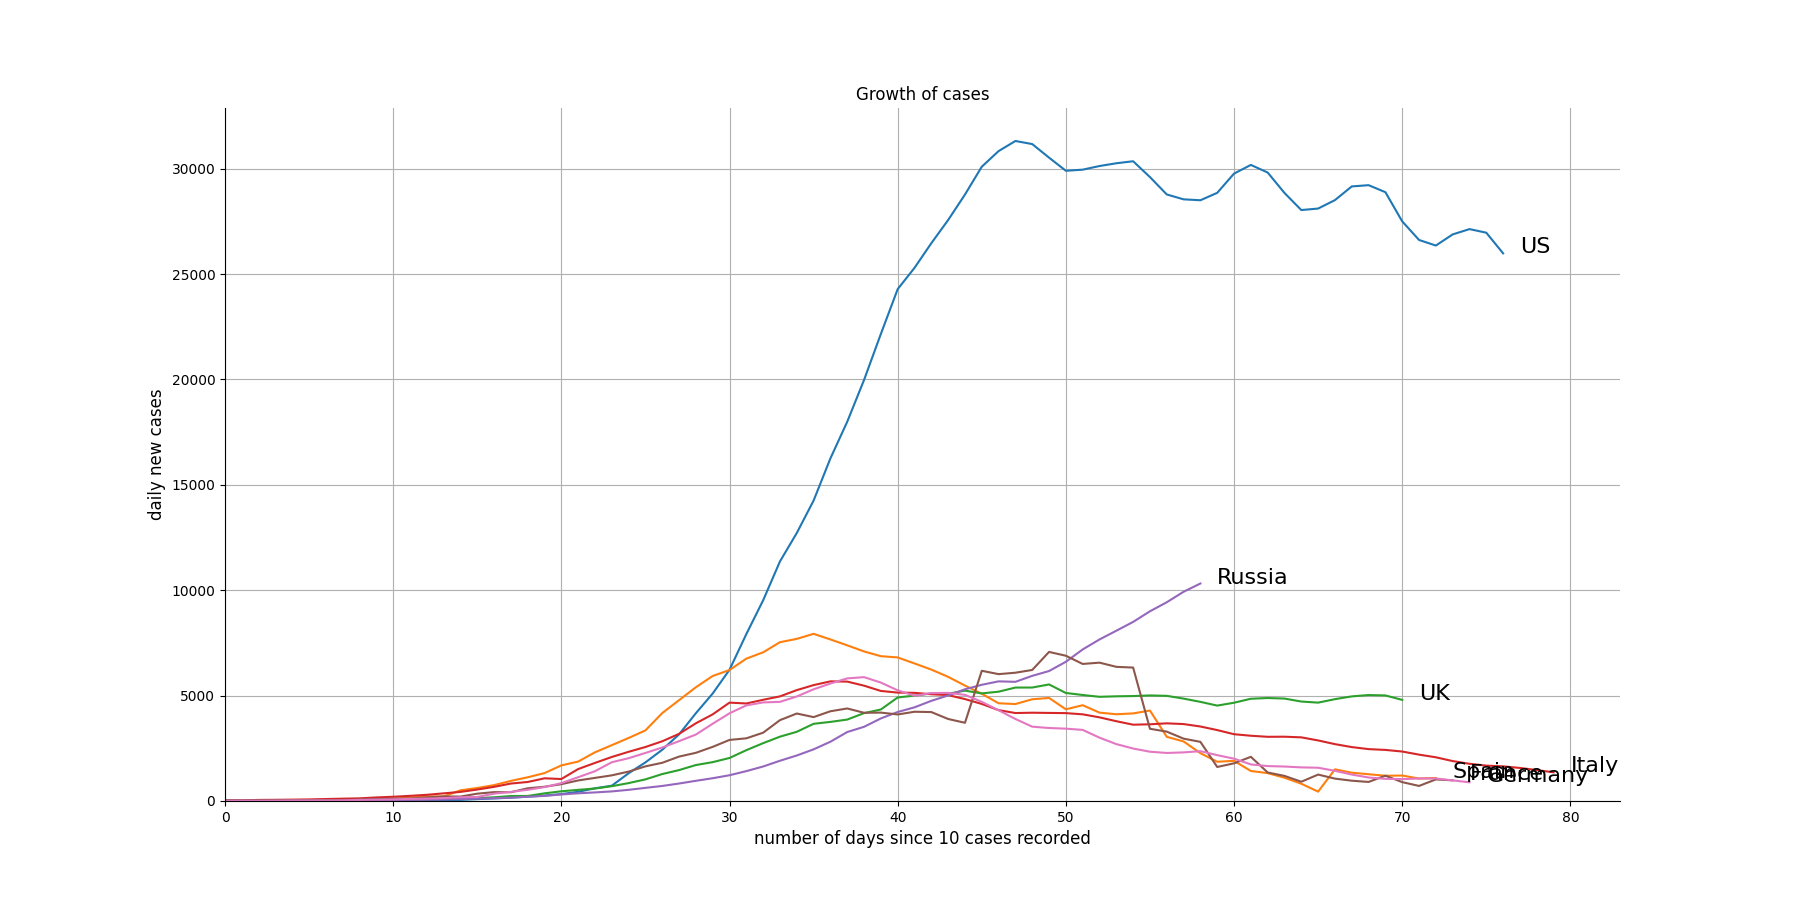 Growth of cases
daily new cases
30000
25000
20000
15000
10000
5000
0
US
Russia
UK
Italy
Spain
France
Germany
0 10 20 30 40 50 60 70 80
number of days since 10 cases recorded